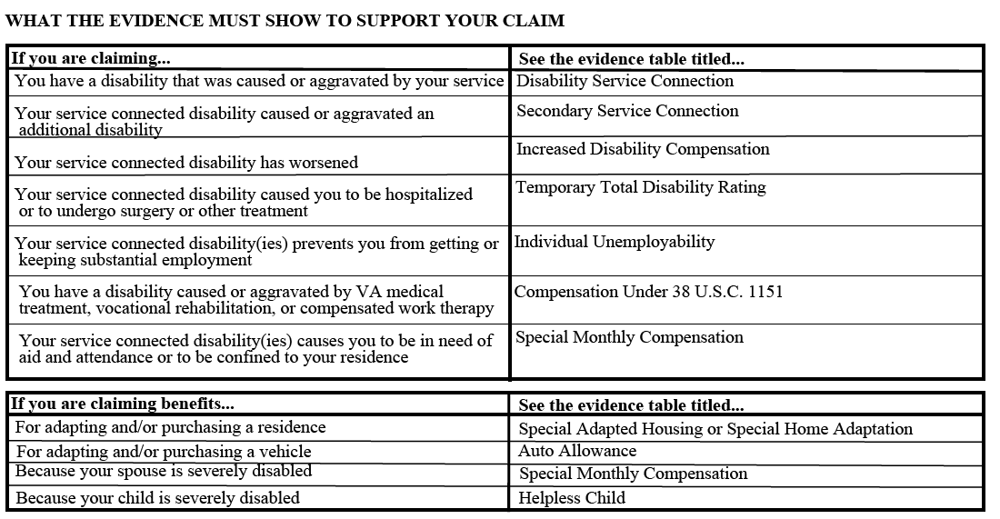 WHAT THE EVIDENCE MUST SHOW TO SUPPORT YOUR CLAIM
If you are claiming...
See the evidence table titled...
You have a disability that was caused or aggravated by your service
Disability Service Connection
Your service connected disability caused or aggravated an
additional disability
Secondary Service Connection
Your service connected disability has worsened
Increased Disability Compensation
Your service connected disability caused you to be hospitalized
or to undergo surgery or other treatment
Temporary Total Disability Rating
Your service connected disability(ies) prevents you from getting or
keeping substantial employment
Individual Unemployability
You have a disability caused or aggravated by VA medical
treatment, vocational rehabilitation, or compensated work therapy
Compensation Under 38 U.S.C. 1151
Your service connected disability(ies) causes you to be in need of
aid and attendance or to be confined to your residence
Special Monthly Compensation
If you are claiming benefits...
See the evidence table titled...
For adapting and/or purchasing a residence
Special Adapted Housing or Special Home Adaptation
For adapting and/or purchasing a vehicle
Auto Allowance
Because your spouse is severely disabled
Special Monthly Compensation
Because your child is severely disabled
Helpless Child